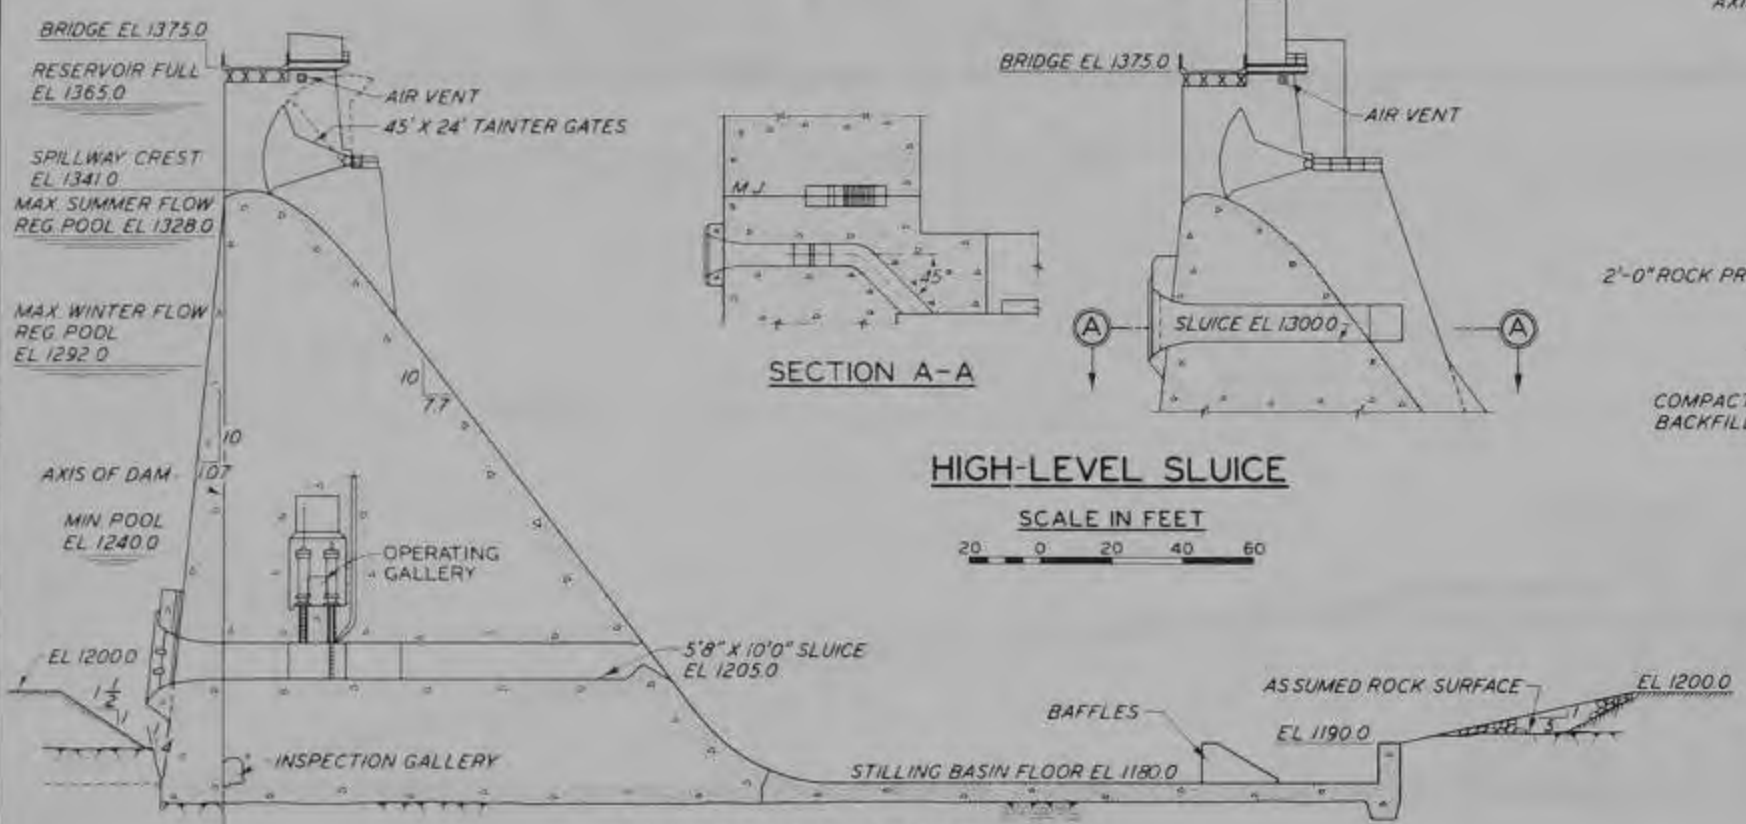 BRIDGE EL 1375.0
RESERVOIR FULL
EL 1365.0
SPILLWAY CREST
EL 1341.0
MAX. SUMMER FLOW
REG. POOL EL 1328.0
MAX. WINTER FLOW
REG. POOL
EL 1292.0
AXIS OF DAM
MIN. POOL
EL 1240.0
EL 1200.0
1 1/2
1
AIR VENT
45' X 24' TAINTER GATES
10
7.7
10
1.07
OPERATING
GALLERY
5'8" X 10'0" SLUICE
EL 1205.0
INSPECTION GALLERY
STILLING BASIN FLOOR EL 1180.0
BAFFLES
ASSUMED ROCK SURFACE
EL 1190.0
EL 1200.0
1
5
M.J.
45°
SECTION A-A
BRIDGE EL 1375.0
AIR VENT
SLUICE EL 1300.0
A
A
HIGH-LEVEL SLUICE
SCALE IN FEET
20 0 20 40 60
AXI
2'-0" ROCK PR
COMPACT
BACKFILL